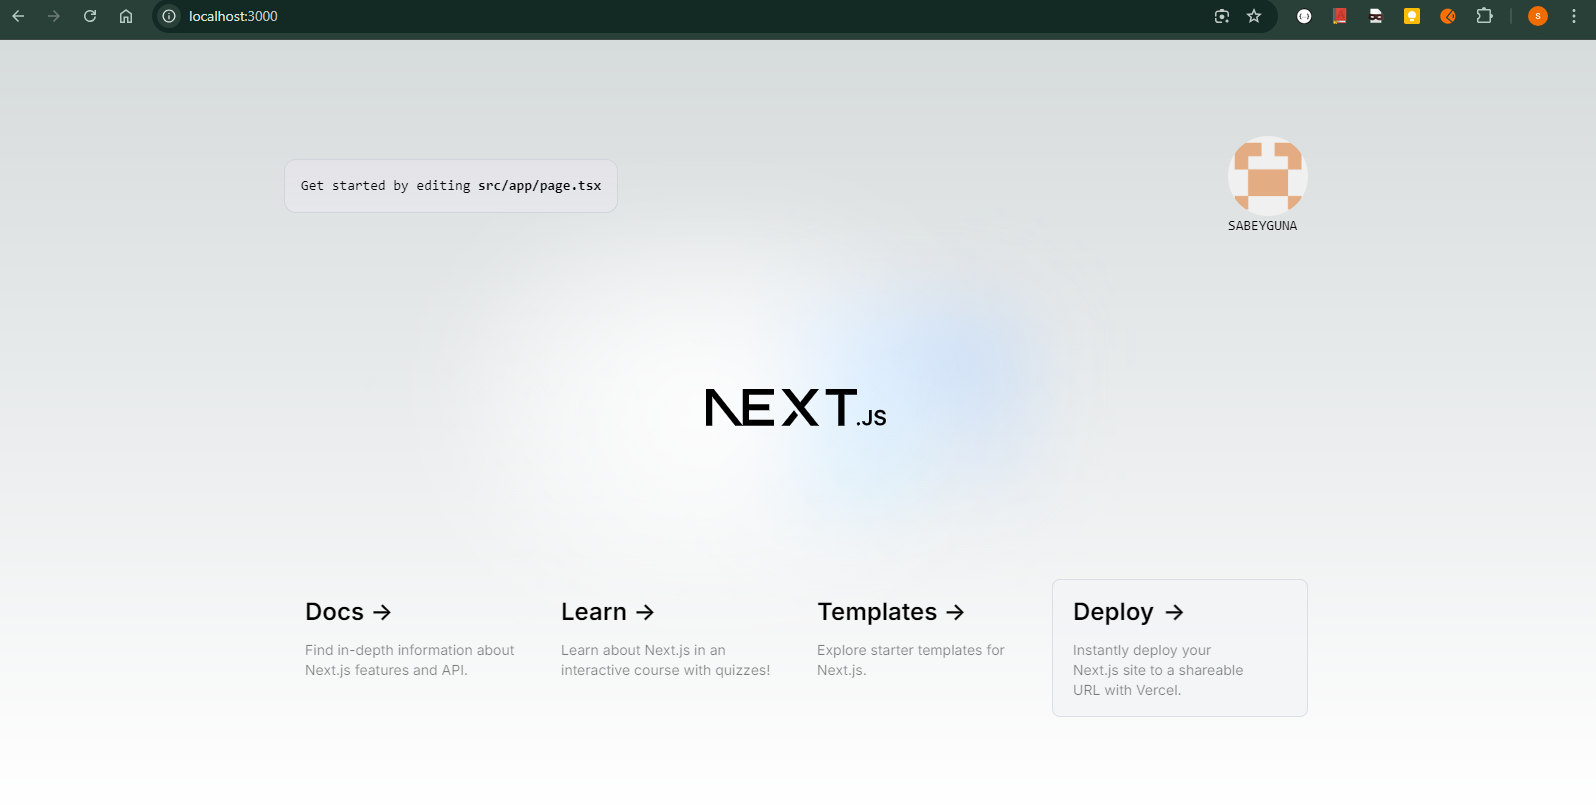 localhost:3000
S
Get started by editing src/app/page.tsx
SABEYGUNA
NEXT.JS
Docs →
Find in-depth information about
Next.js features and API.
Learn →
Learn about Next.js in an
interactive course with quizzes!
Templates →
Explore starter templates for
Next.js.
Deploy →
Instantly deploy your
Next.js site to a shareable
URL with Vercel.